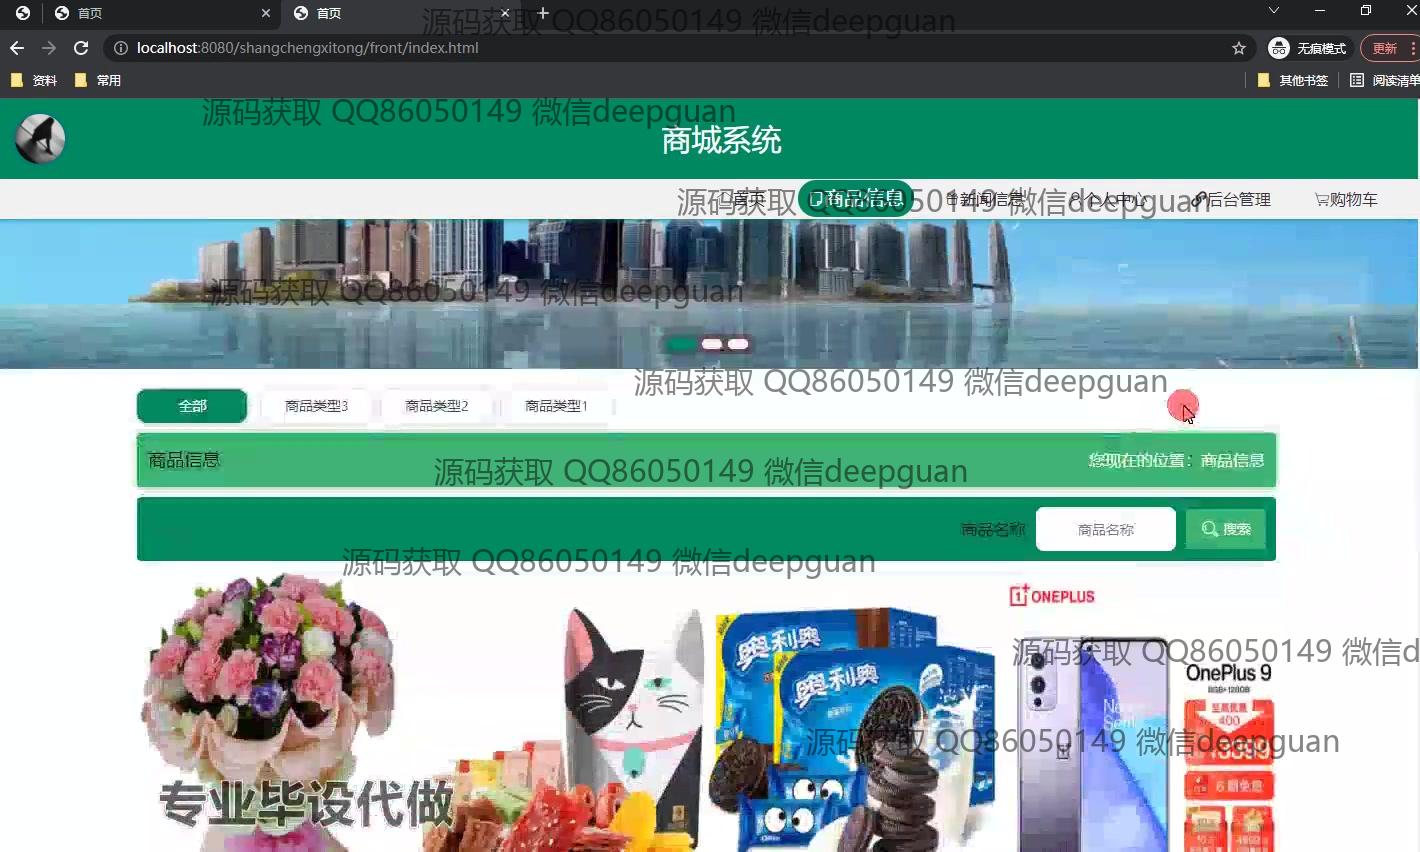 首页
首页
localhost:8080/shangchengxitong/front/index.html
无痕模式
更新
资料
常用
其他书签
阅读清单
源码获取 QQ86050149 微信deepguan
源码获取 QQ86050149 微信deepguan
商城系统
首页
商品信息
新闻信息
个人中心
后台管理
购物车
源码获取 QQ86050149 微信deepguan
源码获取 QQ86050149 微信deepguan
源码获取 QQ86050149 微信deepguan
全部
商品类型3
商品类型2
商品类型1
商品信息
您现在的位置：
商品信息
源码获取 QQ86050149 微信deepguan
商品名称
商品名称
搜索
源码获取 QQ86050149 微信deepguan
ONEPLUS
奥利奥
奥利奥
源码获取 QQ86050149 微信d
OnePlus 9
8GB+128GB
至高优惠
400
源码获取 QQ86050149 微信deepguan
6期免息
专业毕设代做